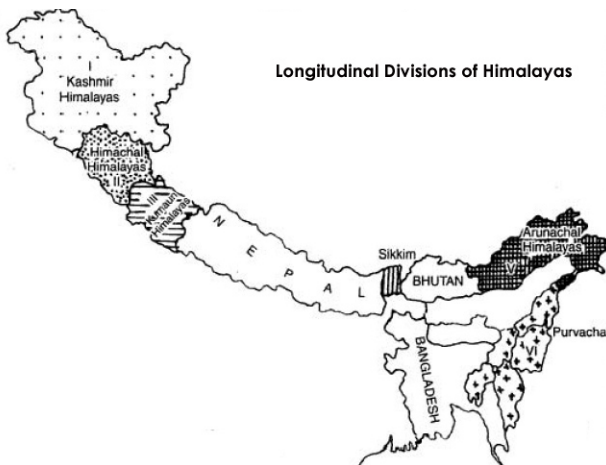 Longitudinal Divisions of Himalayas
I
Kashmir
Himalayas
Himachal
Himalayas
II
III
Kumaun
Himalayas
NEPAL
Sikkim
BHUTAN
Arunachal
Himalayas
V
BANGLADESH
Purvacha
VI